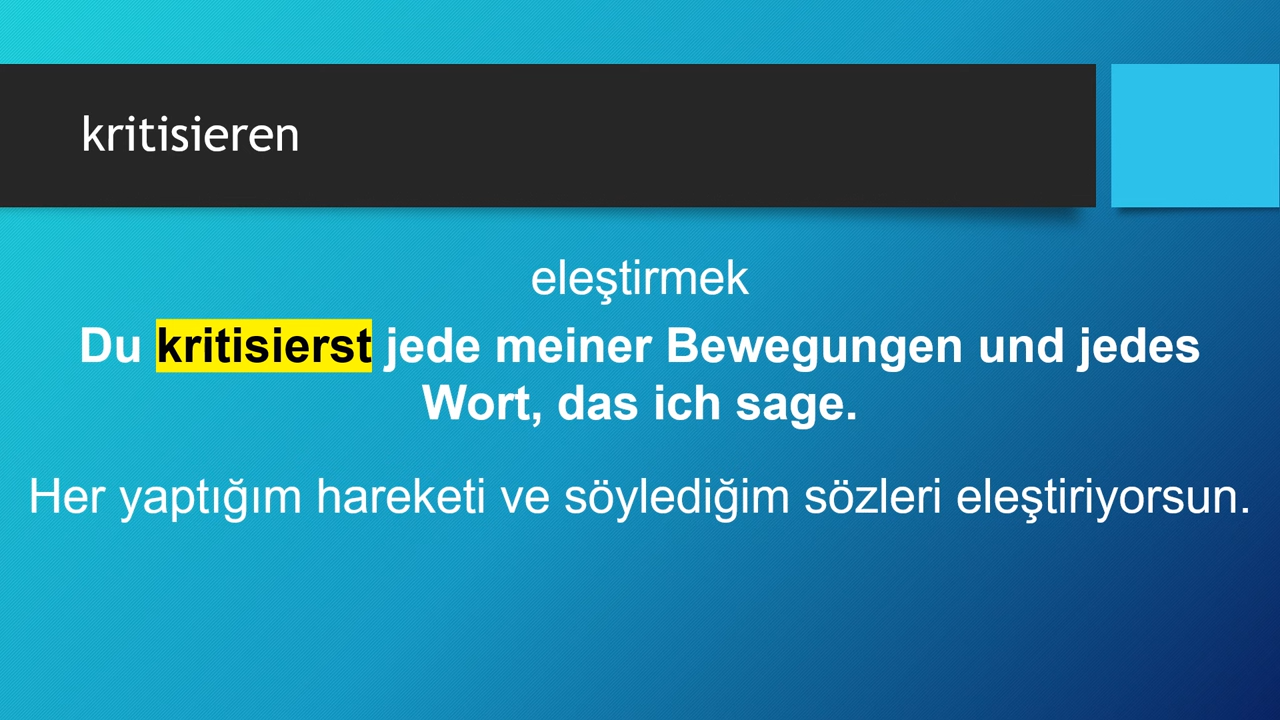 kritisieren
eleştirmek
Du kritisierst jede meiner Bewegungen und jedes
Wort, das ich sage.
Her yaptığım hareketi ve söylediğim sözleri eleştiriyorsun.